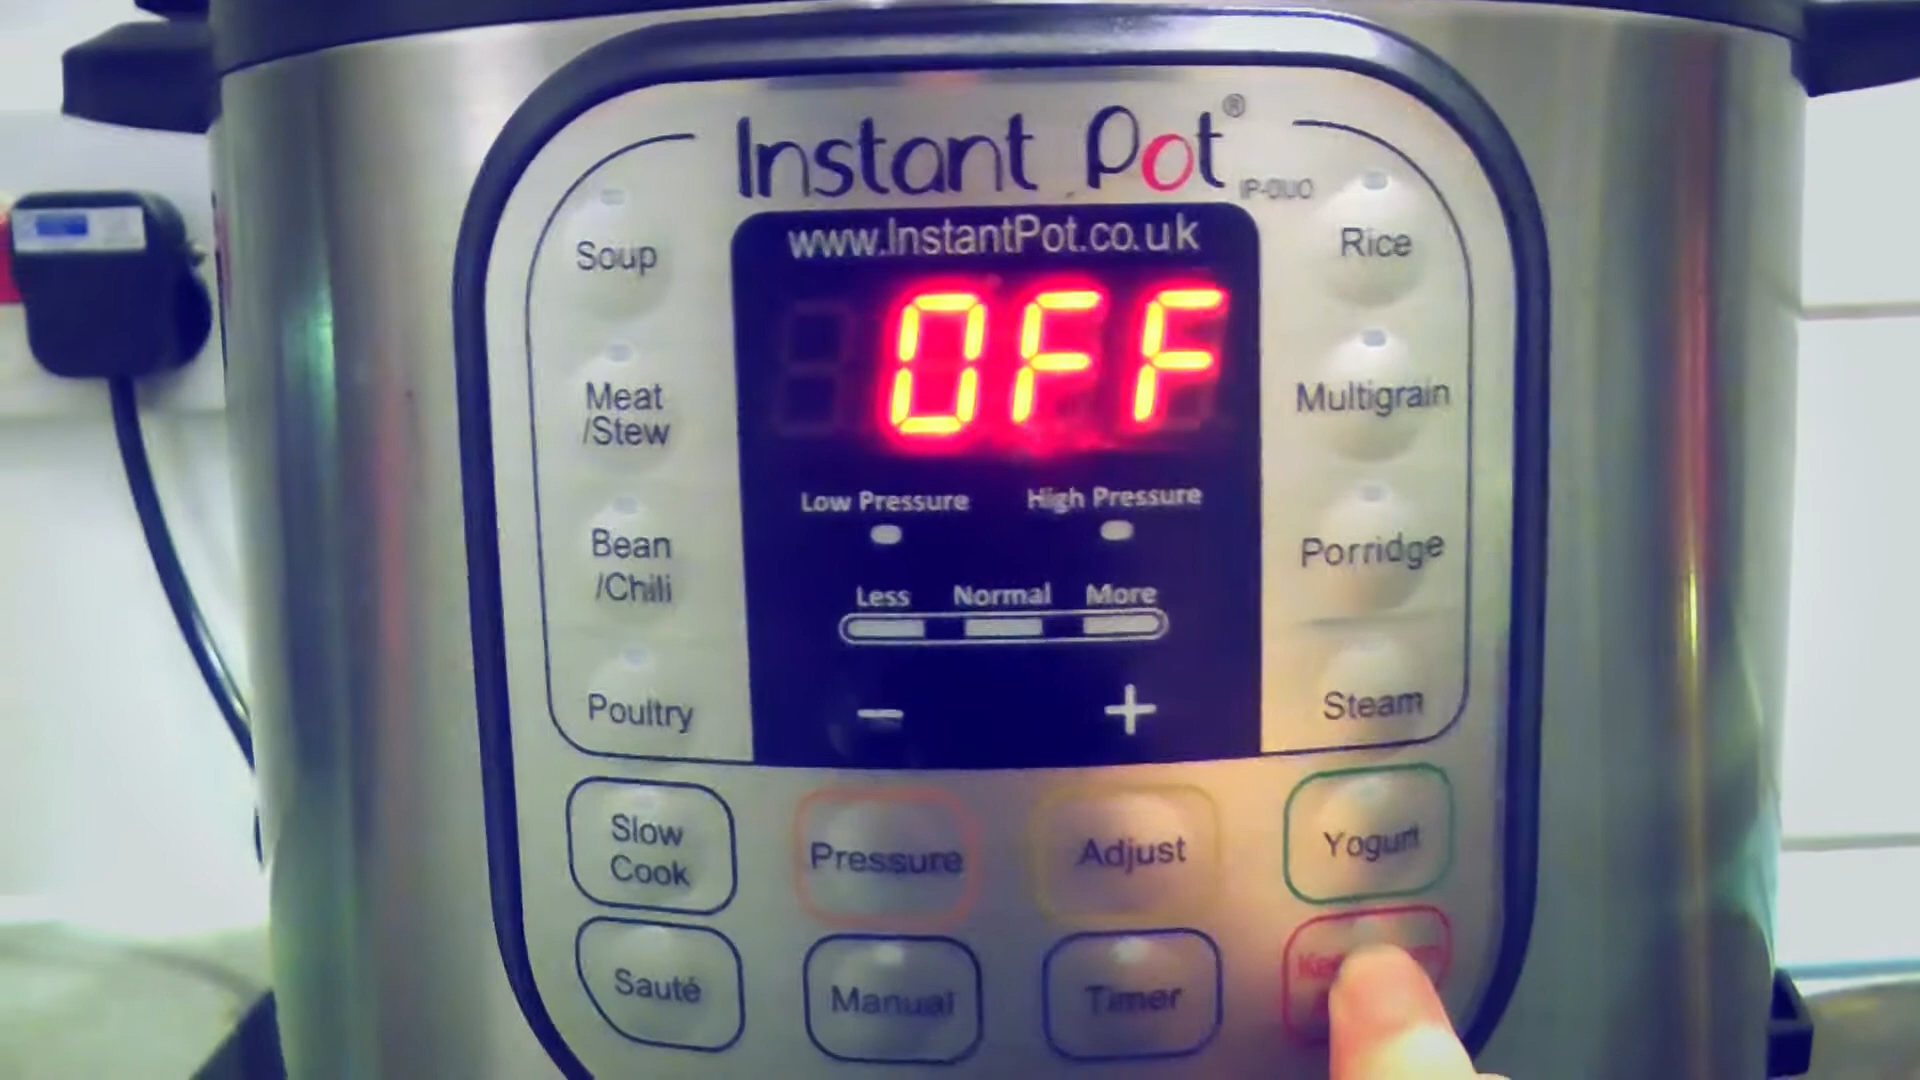 Instant Pot®
IP-DUO
www.InstantPot.co.uk
OFF
Low Pressure High Pressure
Less Normal More
− +
Soup
Meat
/Stew
Bean
/Chili
Poultry
Rice
Multigrain
Porridge
Steam
Slow
Cook
Pressure
Adjust
Yogurt
Sauté
Manual
Timer